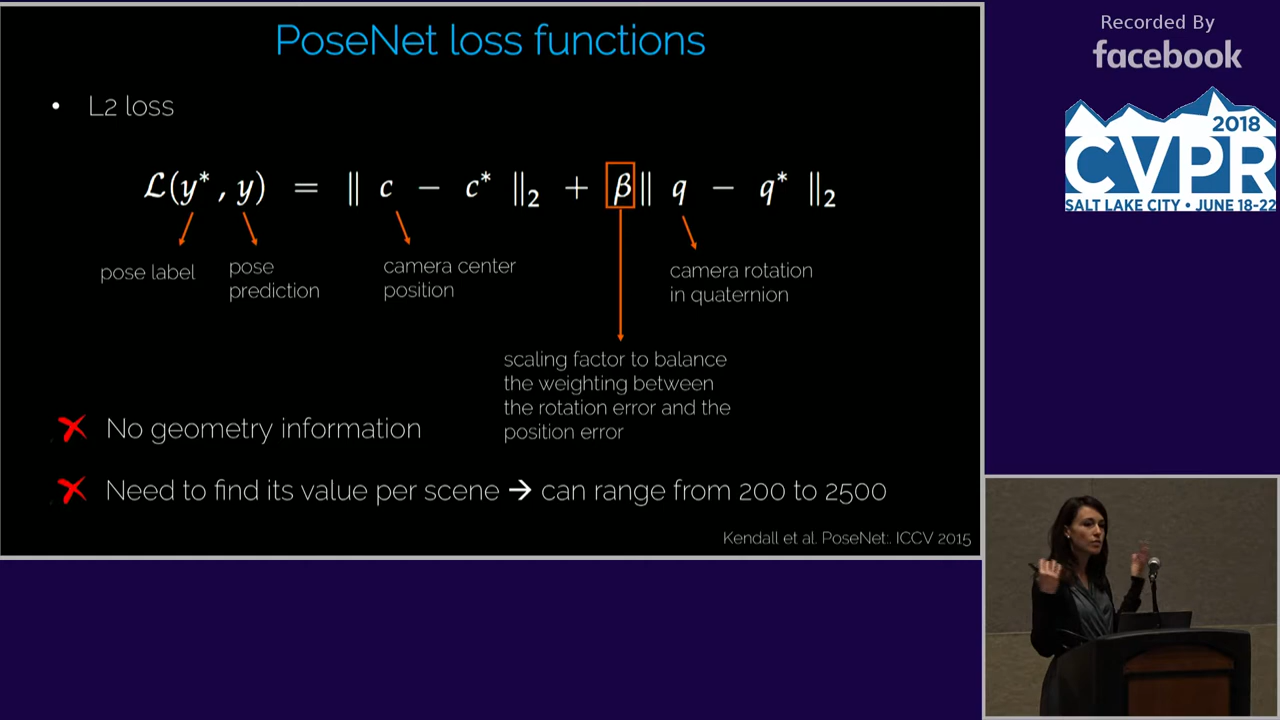 PoseNet loss functions
• L2 loss
ℒ(y* , y) = ‖ c − c* ‖₂ + β‖ q − q* ‖₂
pose label
pose
prediction
camera center
position
camera rotation
in quaternion
scaling factor to balance
the weighting between
the rotation error and the
position error
No geometry information
Need to find its value per scene → can range from 200 to 2500
Kendall et al. PoseNet:. ICCV 2015
Recorded By
facebook
2018
CVPR
SALT LAKE CITY • JUNE 18-22